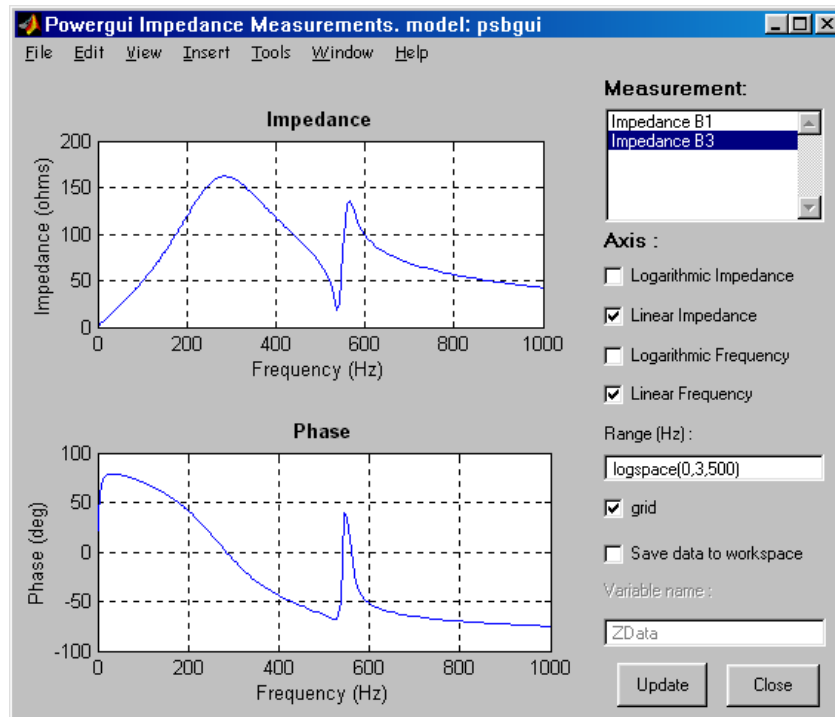 Powergui Impedance Measurements. model: psbgui
File Edit View Insert Tools Window Help
Impedance
200
150
100
50
0
Impedance (ohms)
0 200 400 600 800 1000
Frequency (Hz)
Phase
100
50
0
-50
-100
Phase (deg)
0 200 400 600 800 1000
Frequency (Hz)
Measurement:
Impedance B1
Impedance B3
Axis :
Logarithmic Impedance
Linear Impedance
Logarithmic Frequency
Linear Frequency
Range (Hz) :
logspace(0,3,500)
grid
Save data to workspace
Variable name :
ZData
Update Close